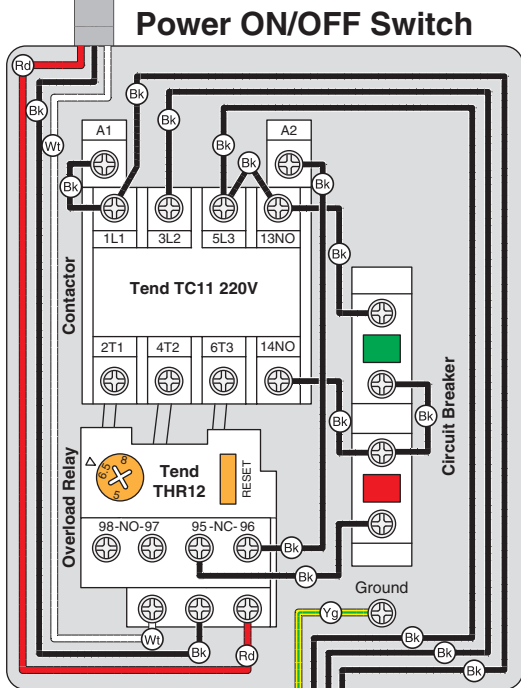 Power ON/OFF Switch
Rd
Bk
Wt
Bk
Bk
A1
Bk
Bk
Bk
A2
Bk
Bk
1L1
3L2
5L3
13NO
Bk
Contactor
Tend TC11 220V
2T1
4T2
6T3
14NO
Bk
Bk
Circuit Breaker
Overload Relay
6.5
8
5
Tend
THR12
RESET
98-NO-97
95 -NC- 96
Bk
Bk
Ground
Yg
Wt
Bk
Rd
Bk
Bk
Bk